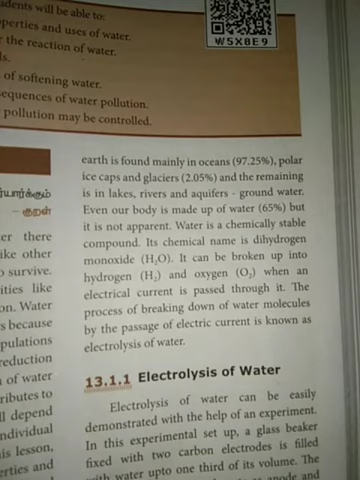 udents will be able to:
operties and uses of water.
r the reaction of water.
ls.
of softening water.
sequences of water pollution.
pollution may be controlled.
W5X8E9
ர்யார்க்கும்
– குறள்
er there
ike other
o survive.
ities like
on. Water
s because
pulations
reduction
n of water
ributes to
ll depend
ndividual
is lesson,
erties and
earth is found mainly in oceans (97.25%), polar
ice caps and glaciers (2.05%) and the remaining
is in lakes, rivers and aquifers - ground water.
Even our body is made up of water (65%) but
it is not apparent. Water is a chemically stable
compound. Its chemical name is dihydrogen
monoxide (H₂O). It can be broken up into
hydrogen (H₂) and oxygen (O₂) when an
electrical current is passed through it. The
process of breaking down of water molecules
by the passage of electric current is known as
electrolysis of water.
13.1.1 Electrolysis of Water
Electrolysis of water can be easily
demonstrated with the help of an experiment.
In this experimental set up, a glass beaker
fixed with two carbon electrodes is filled
with water upto one third of its volume. The
anode and